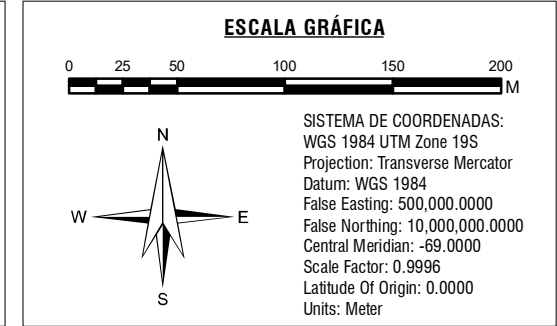 ESCALA GRÁFICA
0 25 50 100 150 200
M
N
W E
S
SISTEMA DE COORDENADAS:
WGS 1984 UTM Zone 19S
Projection: Transverse Mercator
Datum: WGS 1984
False Easting: 500,000.0000
False Northing: 10,000,000.0000
Central Meridian: -69.0000
Scale Factor: 0.9996
Latitude Of Origin: 0.0000
Units: Meter